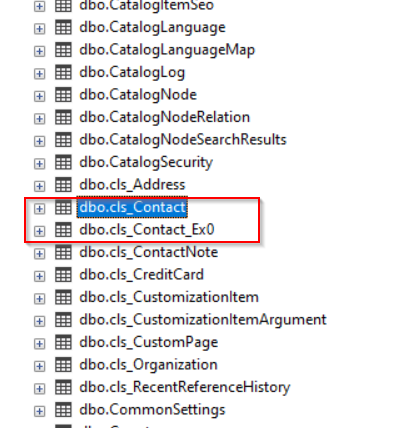 dbo.CatalogItemSeo
dbo.CatalogLanguage
dbo.CatalogLanguageMap
dbo.CatalogLog
dbo.CatalogNode
dbo.CatalogNodeRelation
dbo.CatalogNodeSearchResults
dbo.CatalogSecurity
dbo.cls_Address
dbo.cls_Contact
dbo.cls_Contact_Ex0
dbo.cls_ContactNote
dbo.cls_CreditCard
dbo.cls_CustomizationItem
dbo.cls_CustomizationItemArgument
dbo.cls_CustomPage
dbo.cls_Organization
dbo.cls_RecentReferenceHistory
dbo.CommonSettings